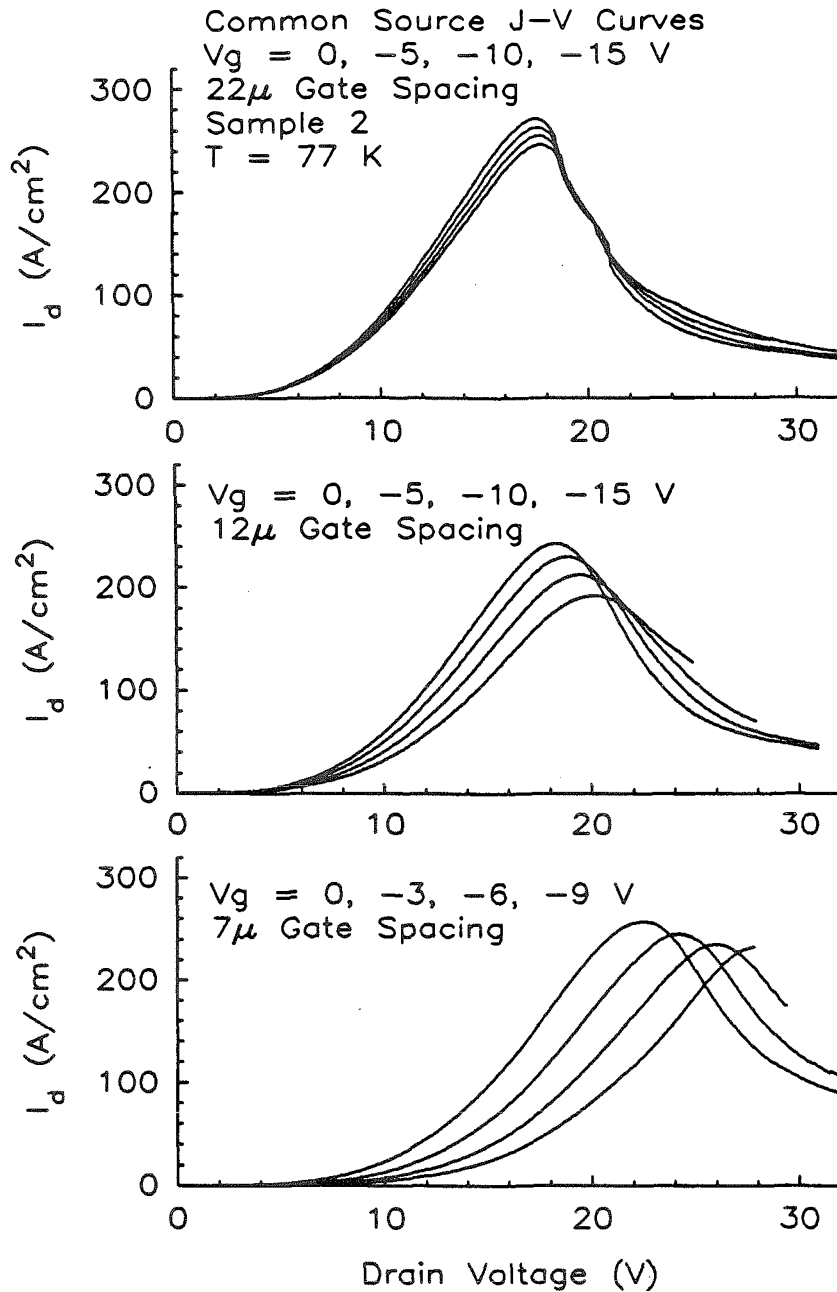 Common Source J-V Curves
Vg = 0, -5, -10, -15 V
22μ Gate Spacing
Sample 2
T = 77 K
300
200
100
0
I_d (A/cm²)
0 10 20 30
Vg = 0, -5, -10, -15 V
12μ Gate Spacing
300
200
100
0
I_d (A/cm²)
0 10 20 30
Vg = 0, -3, -6, -9 V
7μ Gate Spacing
300
200
100
0
I_d (A/cm²)
0 10 20 30
Drain Voltage (V)